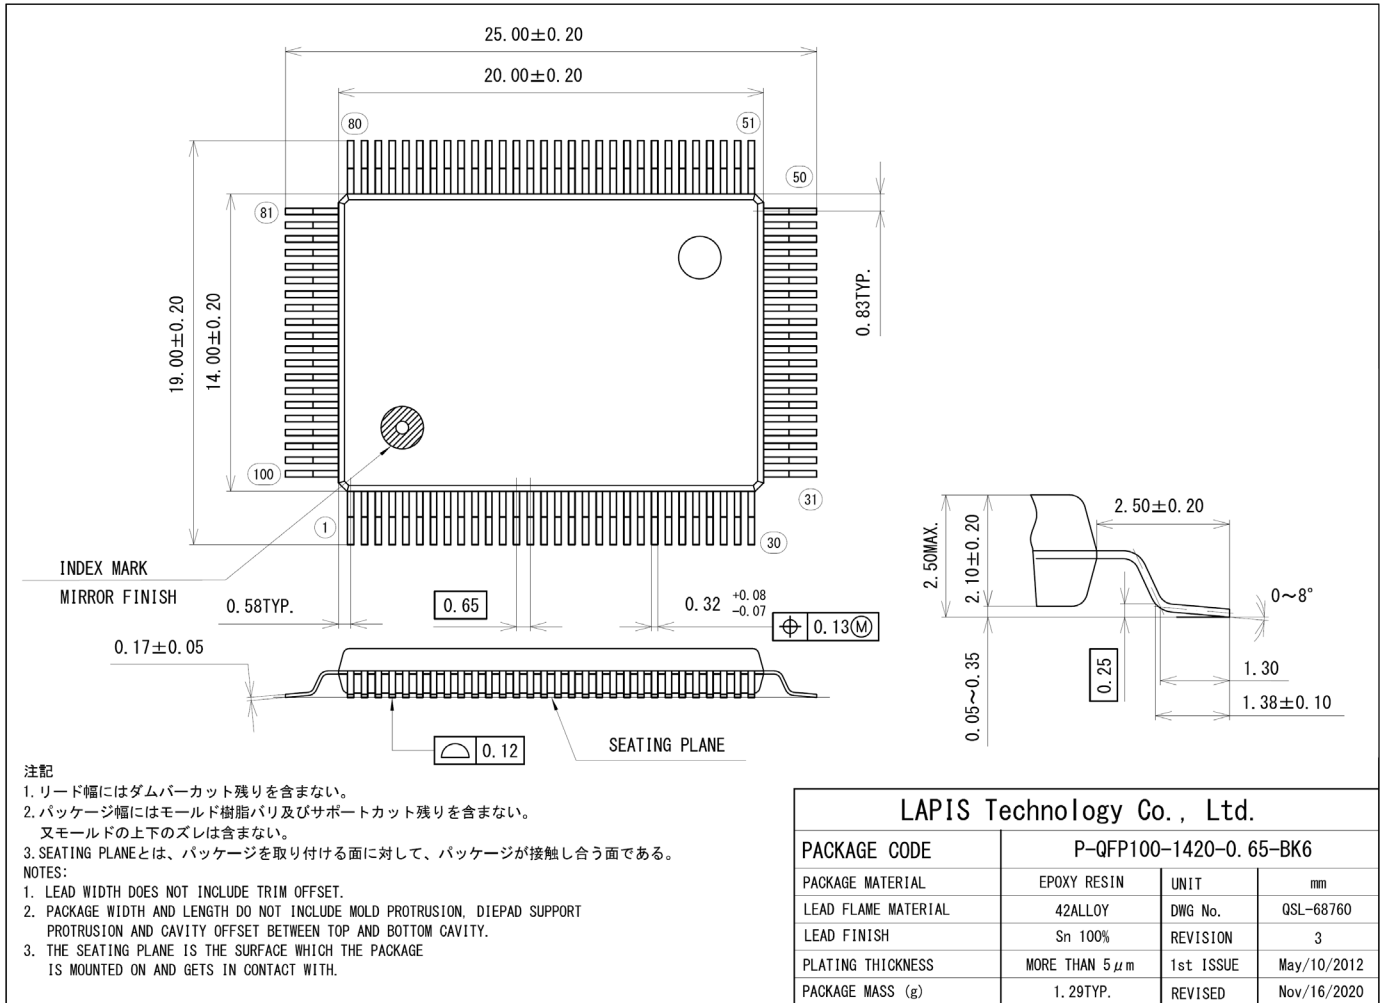 25.00±0.20
20.00±0.20
80
51
50
81
19.00±0.20
14.00±0.20
0.83TYP.
100
31
1
30
INDEX MARK
MIRROR FINISH
0.58TYP.
0.65
0.32 +0.08 -0.07
⌖ 0.13Ⓜ
0.17±0.05
0.12
SEATING PLANE
2.50±0.20
2.50MAX.
2.10±0.20
0~8°
0.05~0.35
0.25
1.30
1.38±0.10
注記
1. リード幅にはダムバーカット残りを含まない。
2. パッケージ幅にはモールド樹脂バリ及びサポートカット残りを含まない。
又モールドの上下のズレは含まない。
3. SEATING PLANEとは、パッケージを取り付ける面に対して、パッケージが接触し合う面である。
NOTES:
1. LEAD WIDTH DOES NOT INCLUDE TRIM OFFSET.
2. PACKAGE WIDTH AND LENGTH DO NOT INCLUDE MOLD PROTRUSION, DIEPAD SUPPORT
PROTRUSION AND CAVITY OFFSET BETWEEN TOP AND BOTTOM CAVITY.
3. THE SEATING PLANE IS THE SURFACE WHICH THE PACKAGE
IS MOUNTED ON AND GETS IN CONTACT WITH.
LAPIS Technology Co., Ltd.
PACKAGE CODE P-QFP100-1420-0.65-BK6
PACKAGE MATERIAL EPOXY RESIN UNIT mm
LEAD FLAME MATERIAL 42ALLOY DWG No. QSL-68760
LEAD FINISH Sn 100% REVISION 3
PLATING THICKNESS MORE THAN 5μm 1st ISSUE May/10/2012
PACKAGE MASS (g) 1.29TYP. REVISED Nov/16/2020